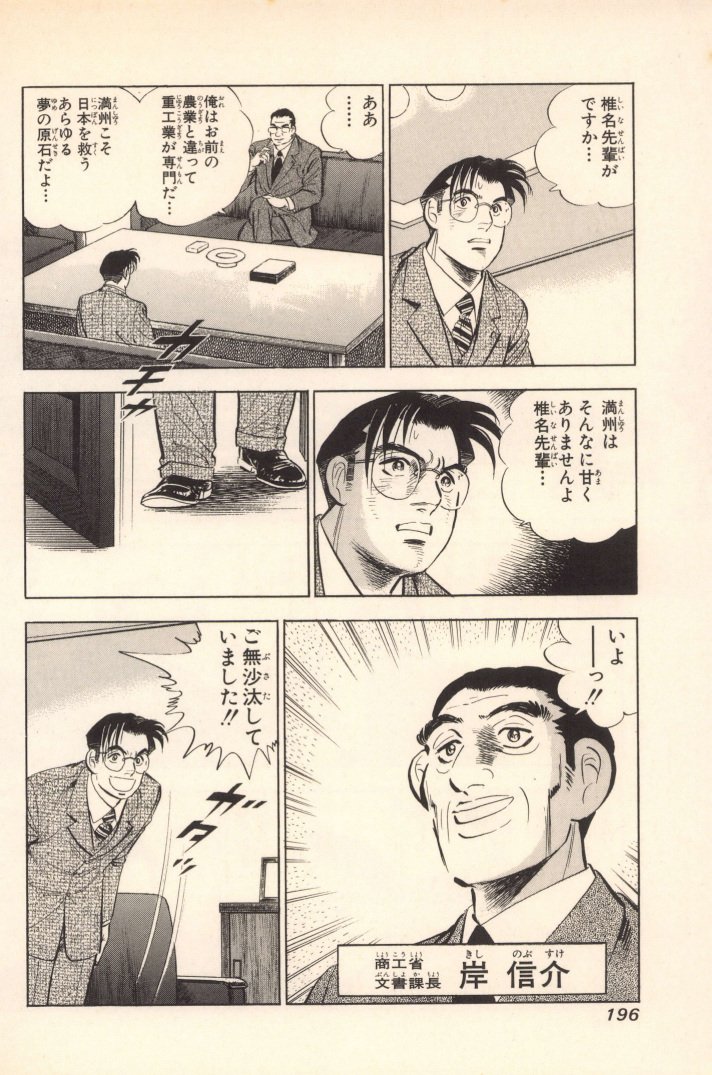 椎名先輩が
ですか…
ああ
……
俺はお前の
農業と違って
重工業が専門だ…
満州こそ
日本を救う
あらゆる
夢の原石だよ…
満州は
そんなに甘く
ありませんよ
椎名先輩…
カモッ
いよ
──っ!!
商工省
文書課長
岸 信介
ご無沙汰して
いました!!
ガタッ
196